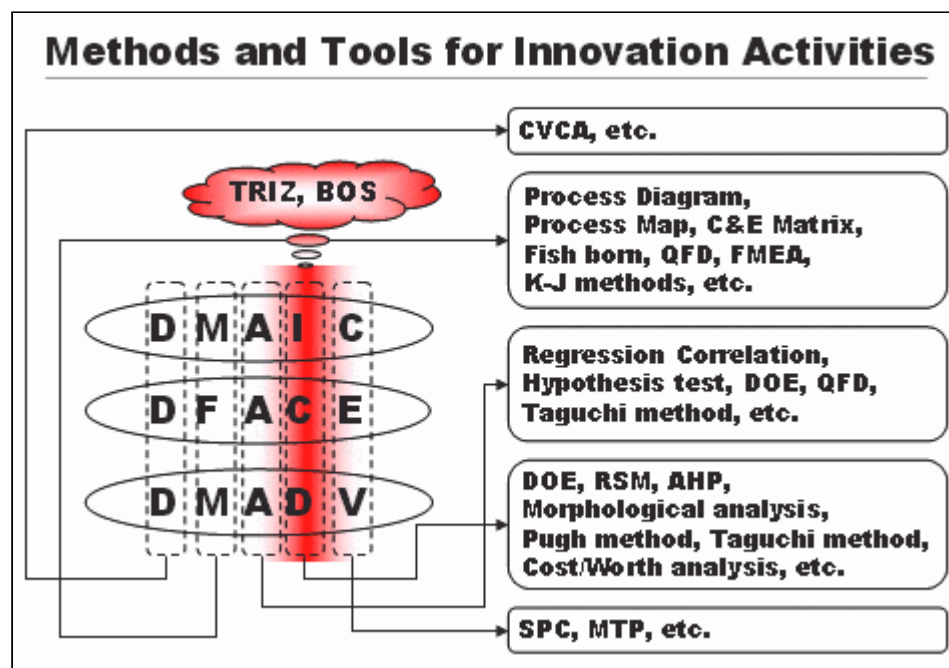 Methods and Tools for Innovation Activities
CVCA, etc.
TRIZ, BOS
Process Diagram,
Process Map, C&E Matrix,
Fish born, QFD, FMEA,
K-J methods, etc.
D M A I C
Regression Correlation,
Hypothesis test, DOE, QFD,
Taguchi method, etc.
D F A C E
DOE, RSM, AHP,
Morphological analysis,
Pugh method, Taguchi method,
Cost/Worth analysis, etc.
D M A D V
SPC, MTP, etc.